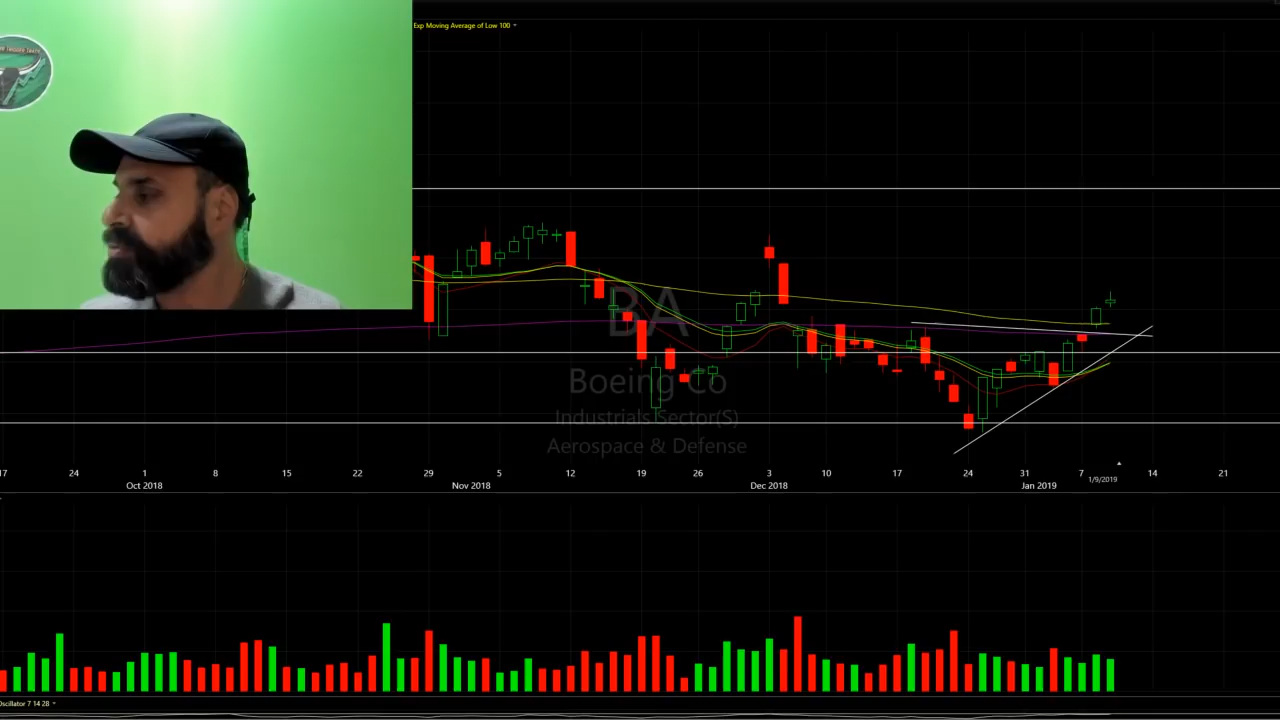 Exp Moving Average of Low 100
BA
Boeing Co
Industrials Sector(S)
Aerospace & Defense
17 24 1 8 15 22 29 5 12 19 26 3 10 17 24 31 7 14 21
Oct 2018 Nov 2018 Dec 2018 Jan 2019 1/9/2019
Oscillator 7 14 28